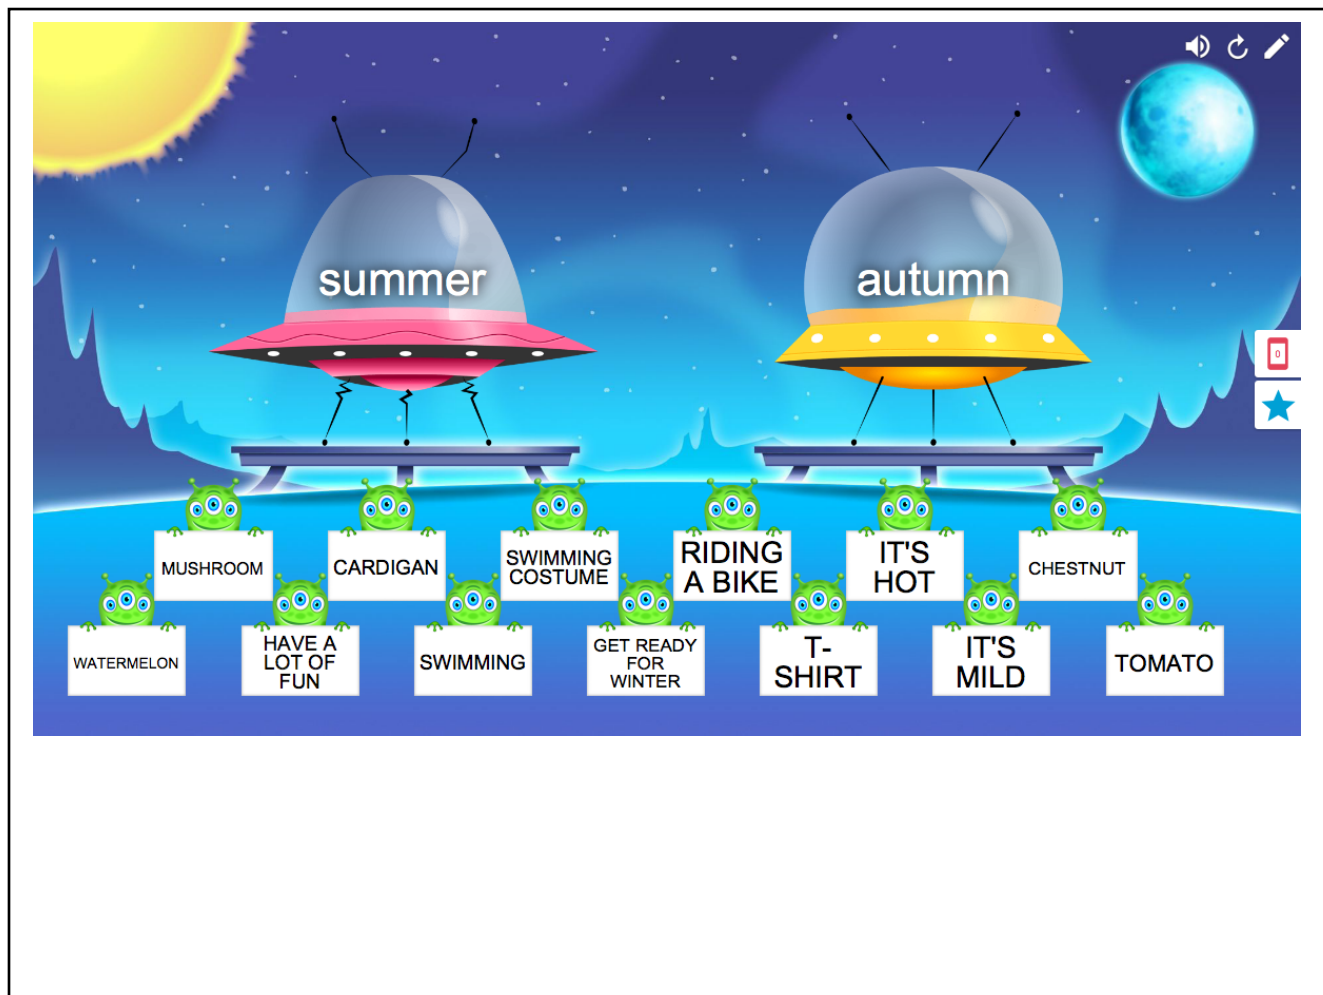 summer
autumn
0
MUSHROOM
CARDIGAN
SWIMMING
COSTUME
RIDING
A BIKE
IT'S
HOT
CHESTNUT
WATERMELON
HAVE A
LOT OF
FUN
SWIMMING
GET READY
FOR
WINTER
T-
SHIRT
IT'S
MILD
TOMATO